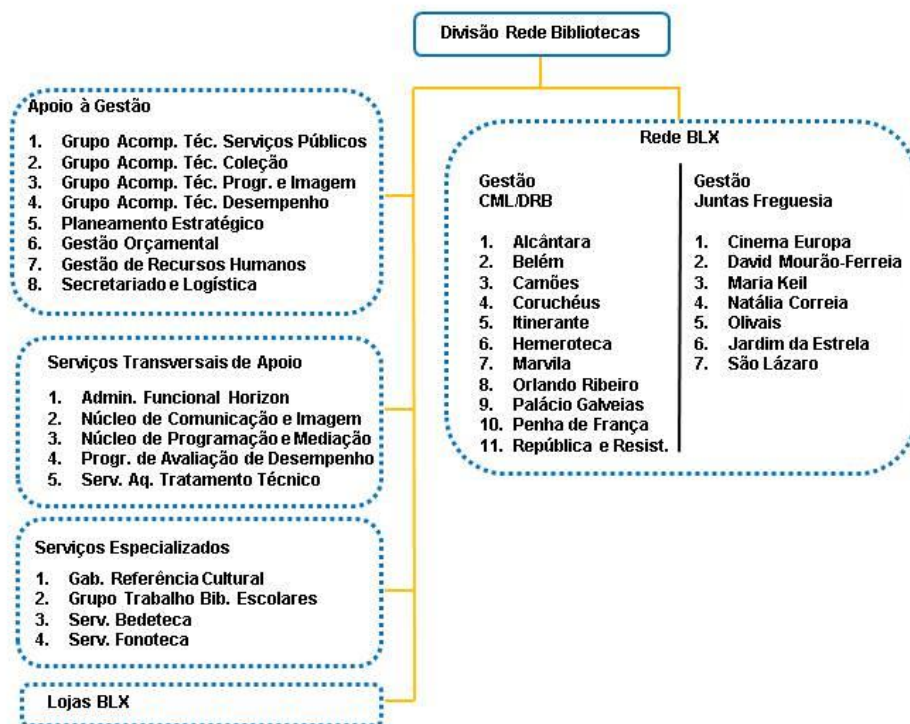 Divisão Rede Bibliotecas
Apoio à Gestão
1. Grupo Acomp. Téc. Serviços Públicos
2. Grupo Acomp. Téc. Coleção
3. Grupo Acomp. Téc. Progr. e Imagem
4. Grupo Acomp. Téc. Desempenho
5. Planeamento Estratégico
6. Gestão Orçamental
7. Gestão de Recursos Humanos
8. Secretariado e Logística
Serviços Transversais de Apoio
1. Admin. Funcional Horizon
2. Núcleo de Comunicação e Imagem
3. Núcleo de Programação e Mediação
4. Progr. de Avaliação de Desempenho
5. Serv. Aq. Tratamento Técnico
Serviços Especializados
1. Gab. Referência Cultural
2. Grupo Trabalho Bib. Escolares
3. Serv. Bedeteca
4. Serv. Fonoteca
Lojas BLX
Rede BLX
Gestão
CML/DRB
1. Alcântara
2. Belém
3. Camões
4. Coruchéus
5. Itinerante
6. Hemeroteca
7. Marvila
8. Orlando Ribeiro
9. Palácio Galveias
10. Penha de França
11. República e Resist.
Gestão
Juntas Freguesia
1. Cinema Europa
2. David Mourão-Ferreia
3. Maria Keil
4. Natália Correia
5. Olivais
6. Jardim da Estrela
7. São Lázaro